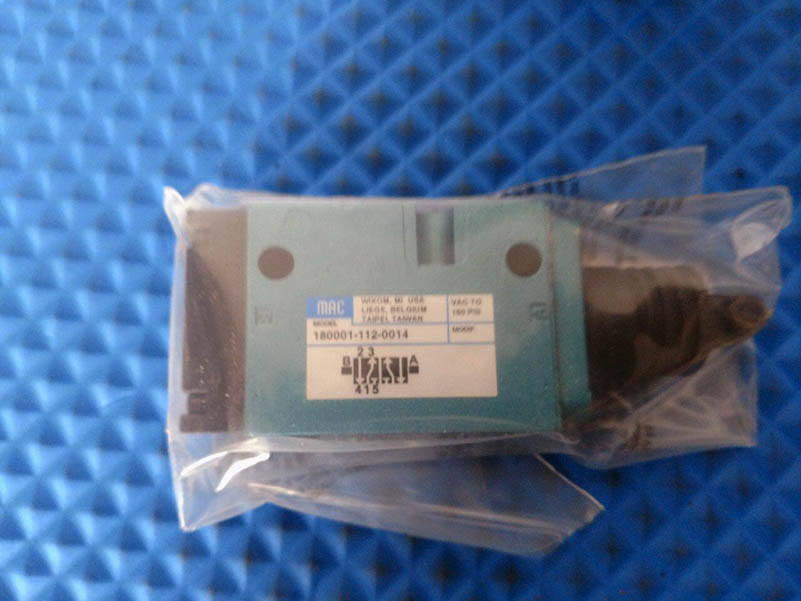 MAC
WIXOM, MI USA
LIEGE, BELGIUM
TAIPEI, TAIWAN
VAC TO
150 PSI
MODEL
180001-112-0014
MODIF.
2 3
B A
4 1 5